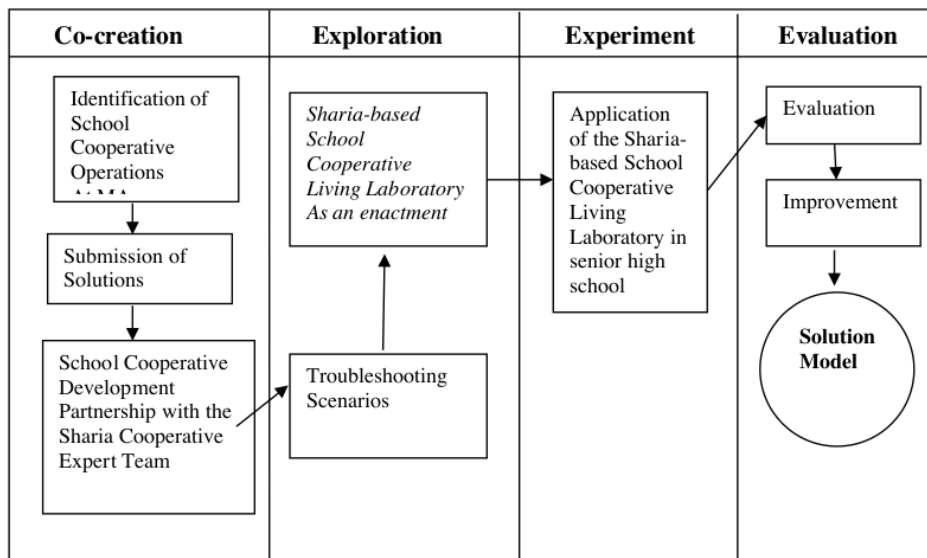 Co-creation
Exploration
Experiment
Evaluation
Identification of
School
Cooperative
Operations
Submission of
Solutions
School Cooperative
Development
Partnership with the
Sharia Cooperative
Expert Team
Sharia-based
School
Cooperative
Living Laboratory
As an enactment
Troubleshooting
Scenarios
Application
of the Sharia-
based School
Cooperative
Living
Laboratory in
senior high
school
Evaluation
Improvement
Solution
Model